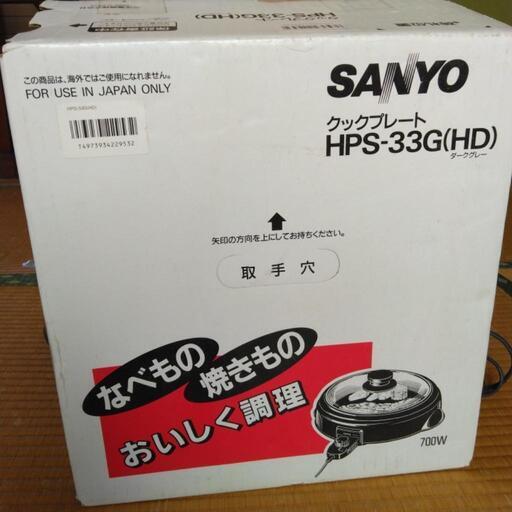 HPS-33G(HD)
この商品は、海外ではご使用になれません。
FOR USE IN JAPAN ONLY
HPS-33G(HD)
T4973934229532
SANYO
クックプレート
HPS-33G(HD)
ダークグレー
矢印の方向を上にしてお持ちください。
取手穴
なべもの
焼きもの
おいしく調理
700W